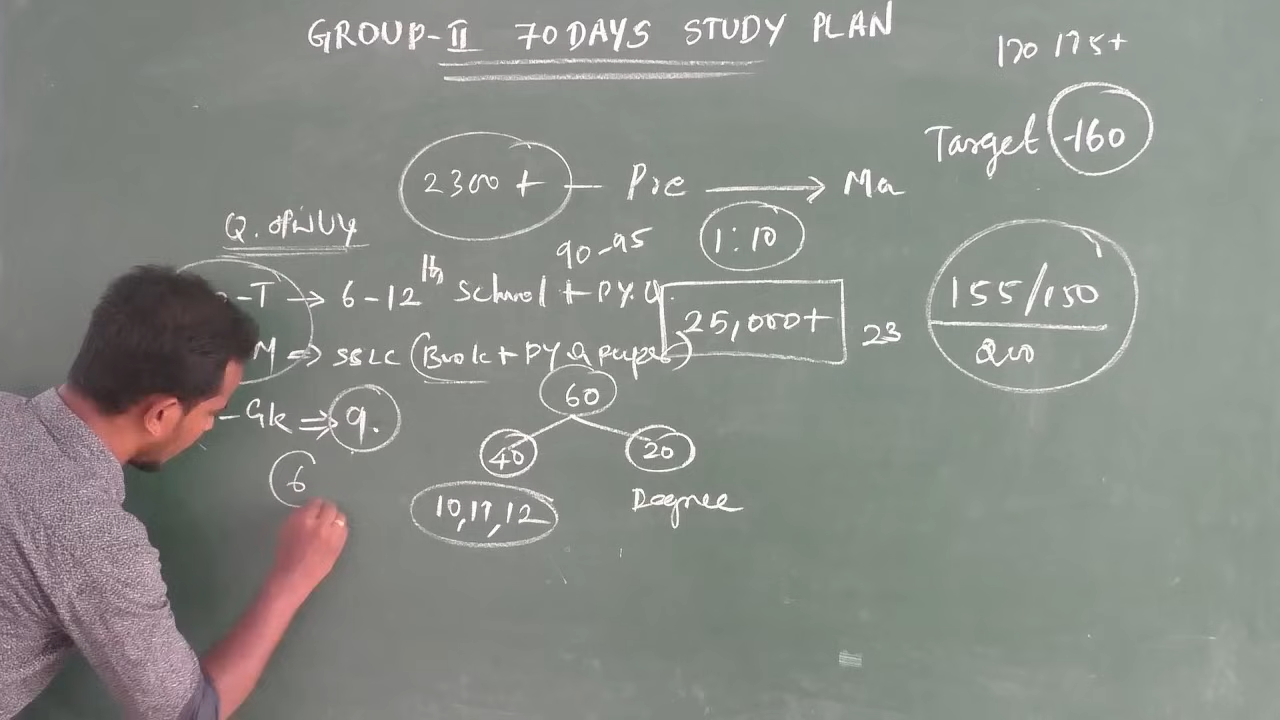 GROUP-II 70 DAYS STUDY PLAN
170 175+
Target 160
2300 + — Pre → Ma
1:10
90-95
-T → 6-12th School + P.Y.Q.
25,000+ 23
155/150
200
M ⇒ SSLC (Book + PY Q paper)
60
-Gk ⇒ 9.
40 20
6
10,11,12 Degree